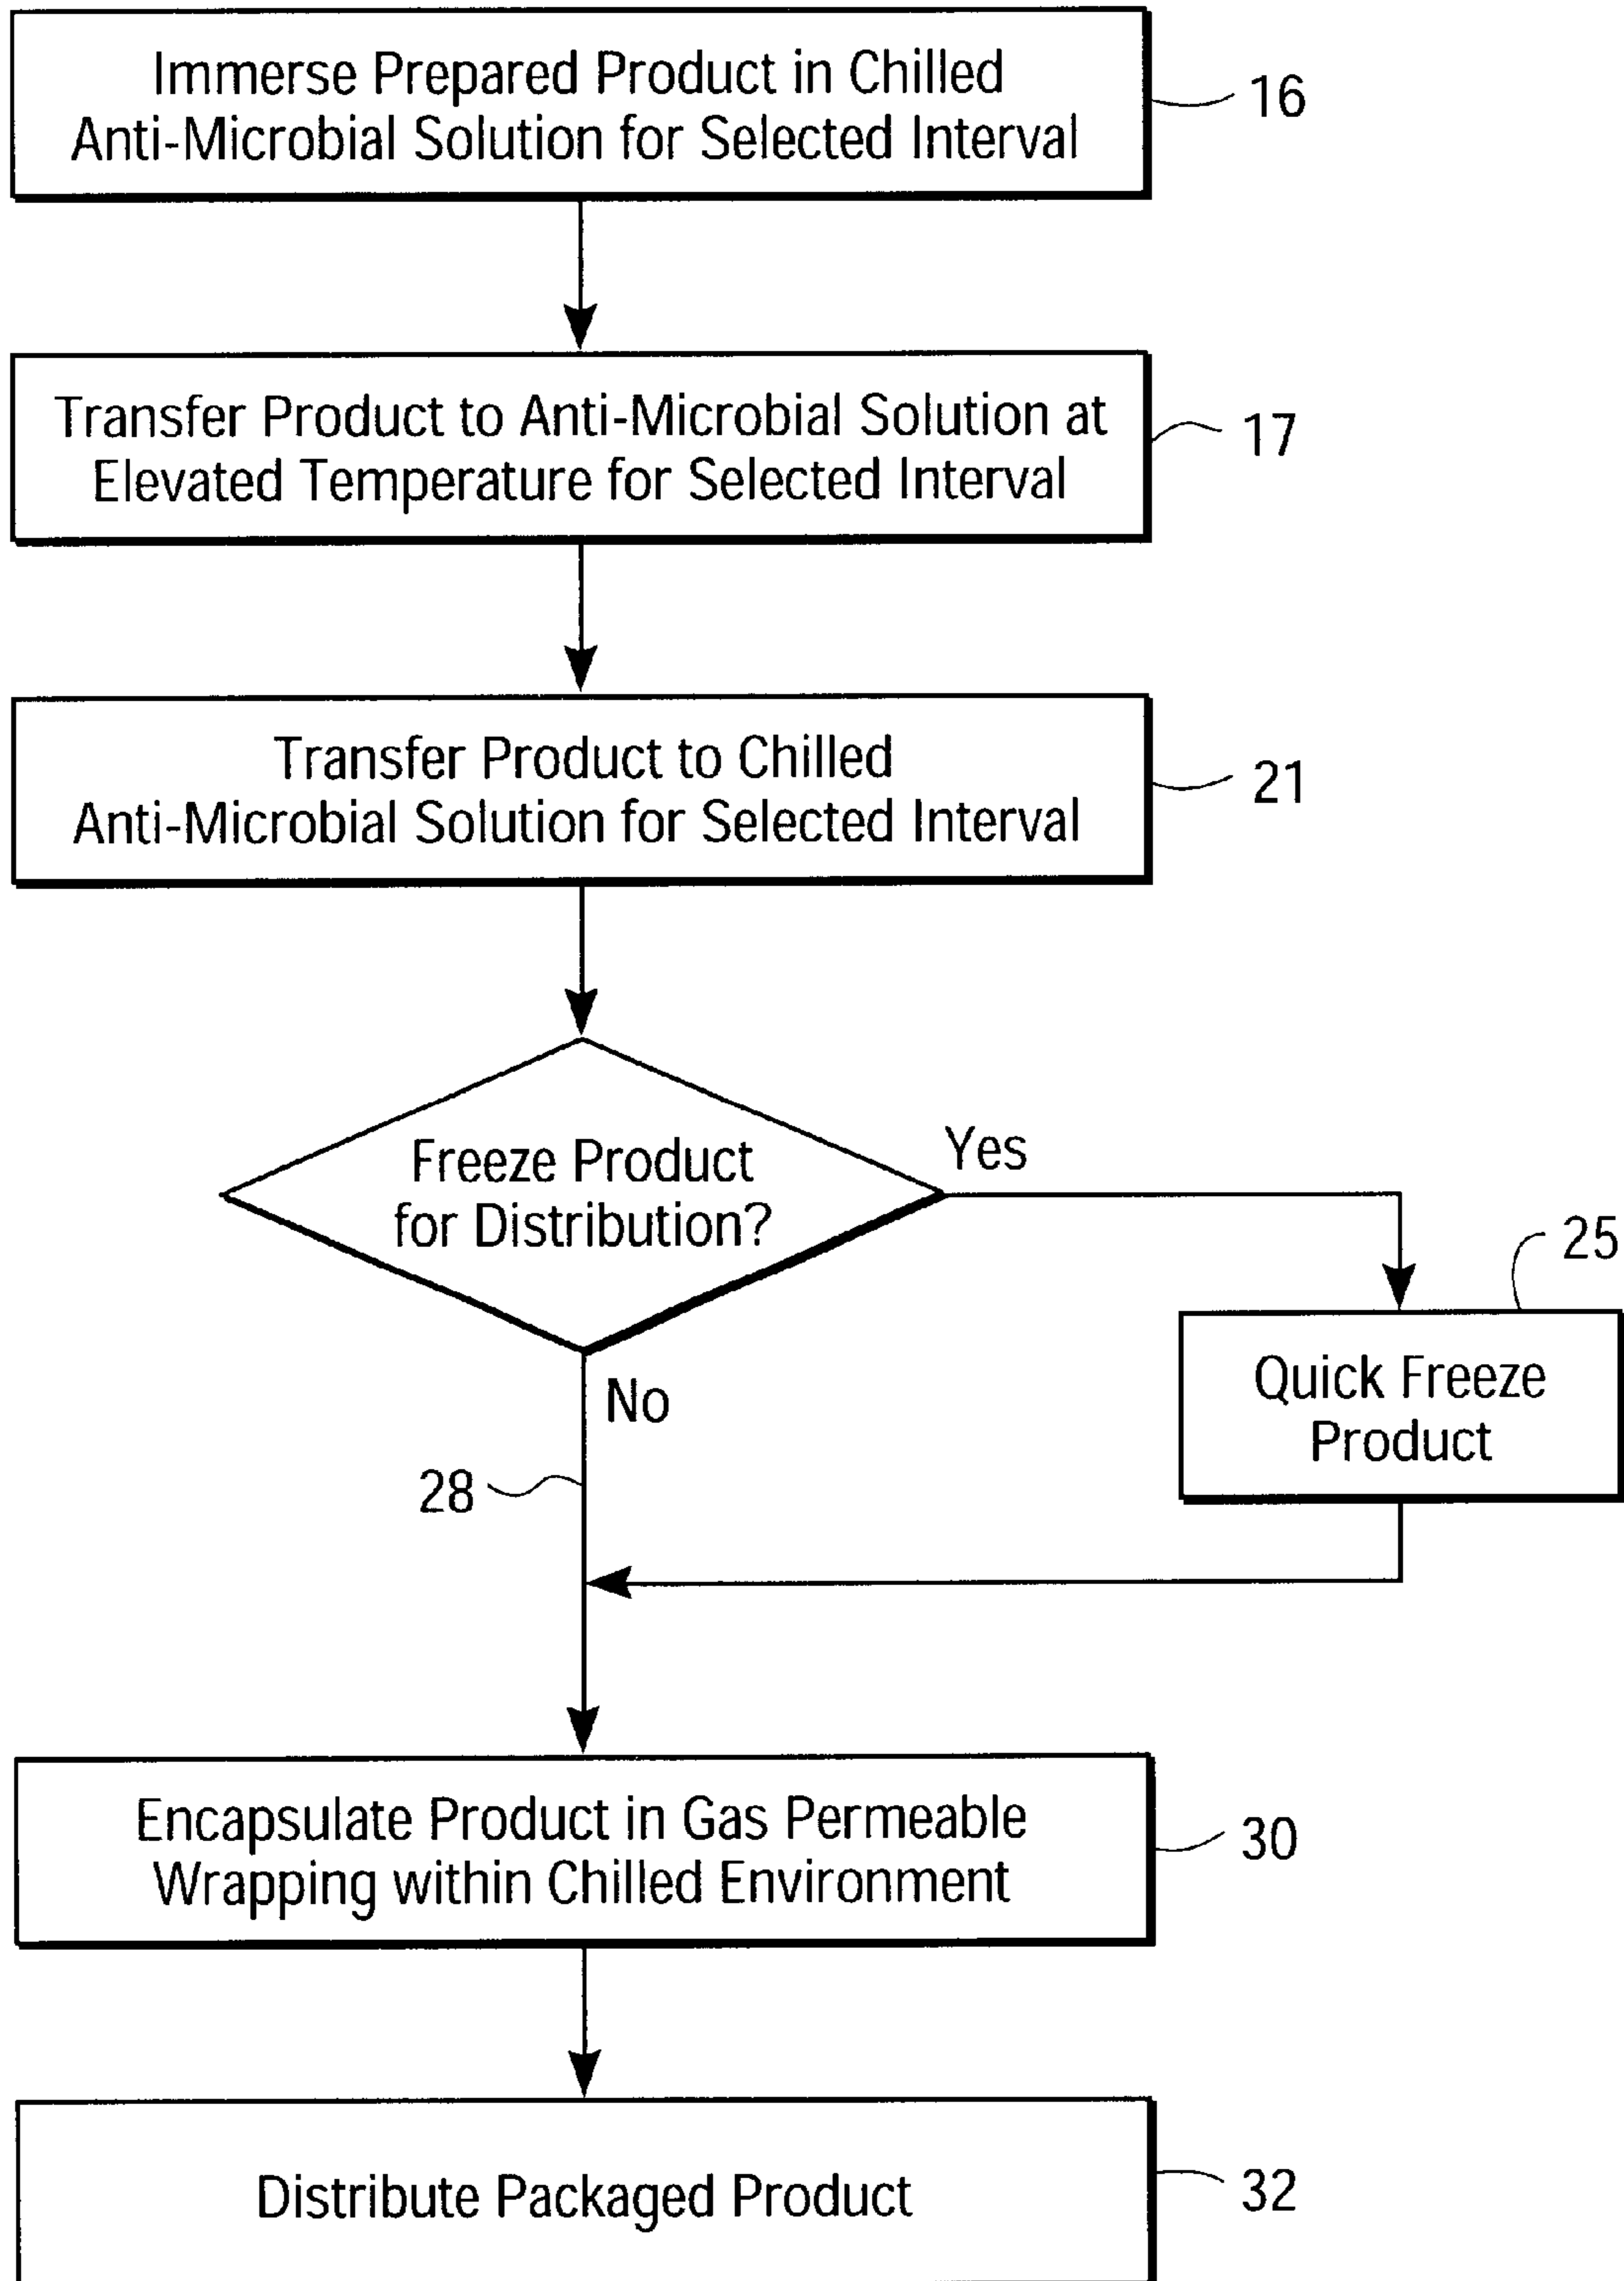 Immerse Prepared Product in Chilled
Anti-Microbial Solution for Selected Interval
16
Transfer Product to Anti-Microbial Solution at
Elevated Temperature for Selected Interval
17
Transfer Product to Chilled
Anti-Microbial Solution for Selected Interval
21
Freeze Product
for Distribution?
Yes
25
Quick Freeze
Product
No
28
Encapsulate Product in Gas Permeable
Wrapping within Chilled Environment
30
Distribute Packaged Product
32